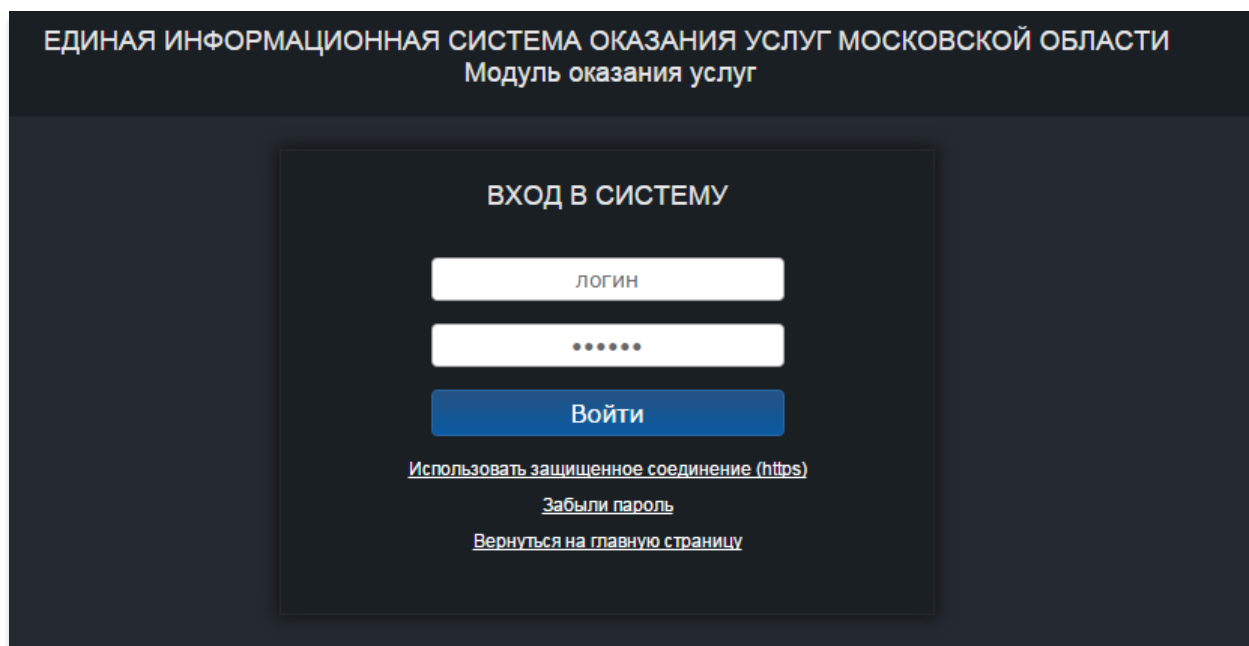 ЕДИНАЯ ИНФОРМАЦИОННАЯ СИСТЕМА ОКАЗАНИЯ УСЛУГ МОСКОВСКОЙ ОБЛАСТИ
Модуль оказания услуг
ВХОД В СИСТЕМУ
логин
••••••
Войти
Использовать защищенное соединение (https)
Забыли пароль
Вернуться на главную страницу